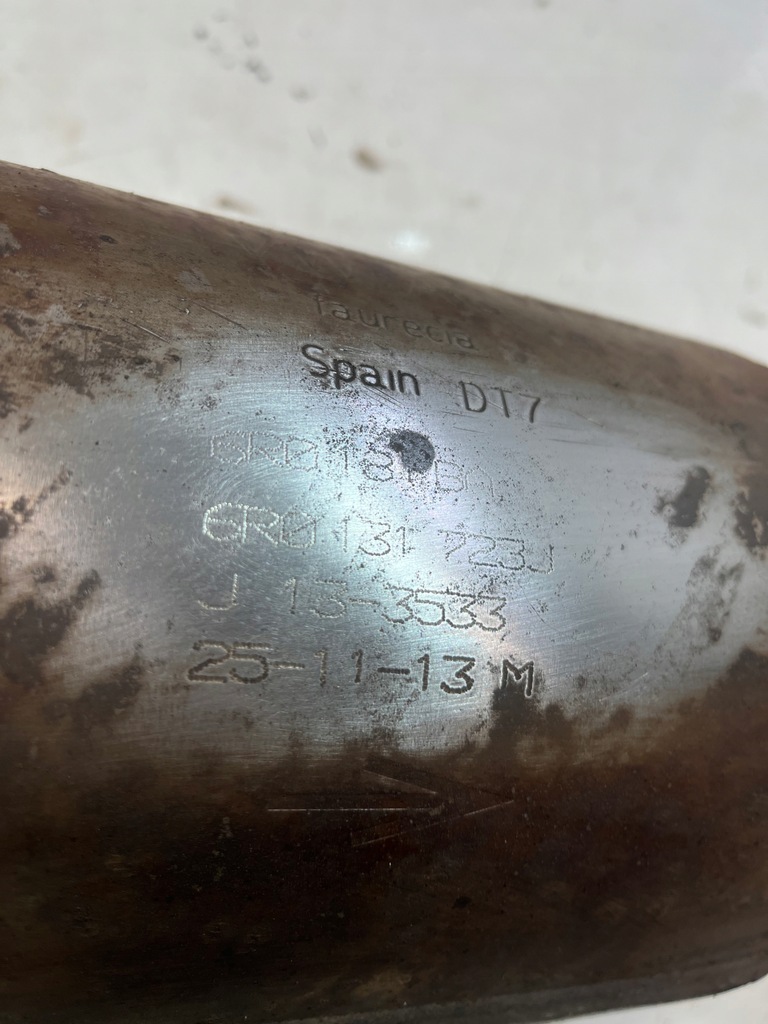 faurecia
Spain DT7
6R0 131 723J
J 13-3533
25-11-13 M